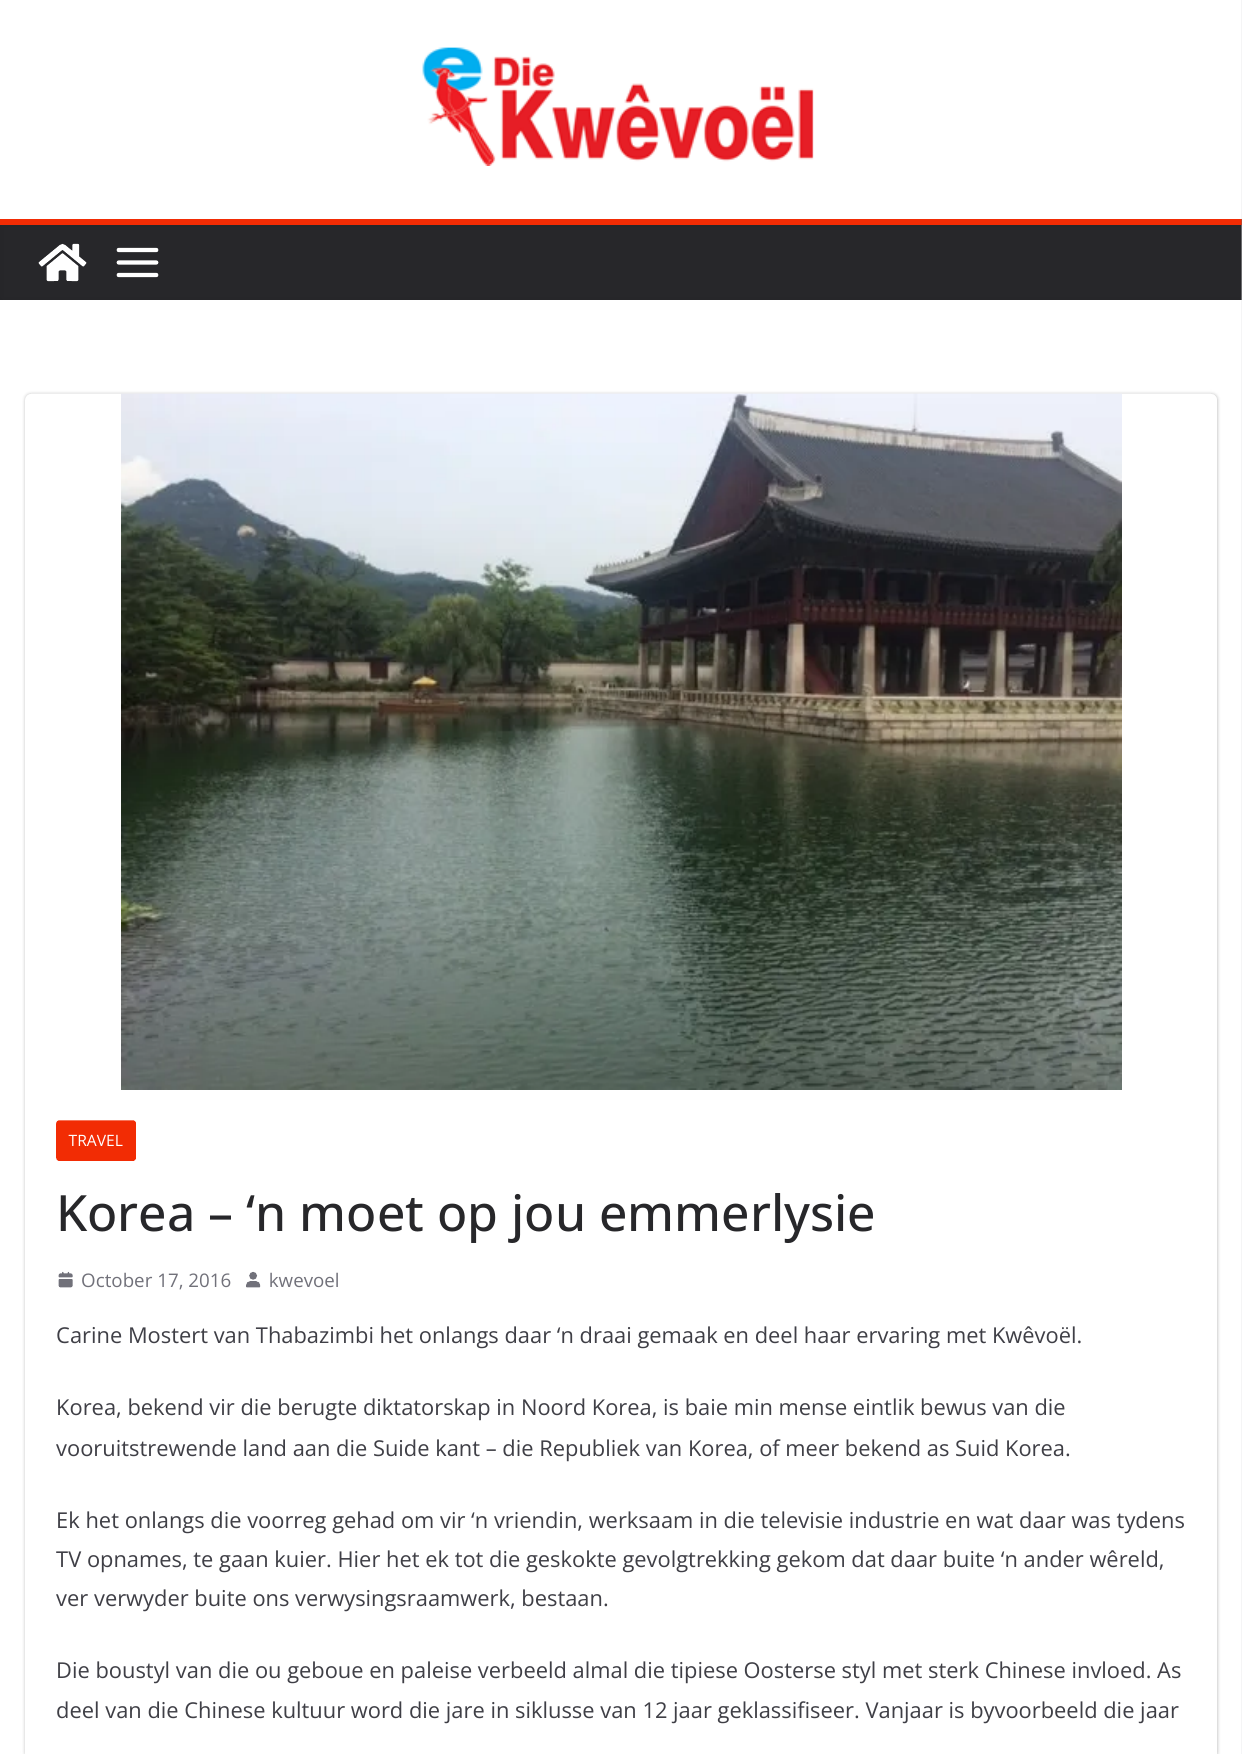 Die
Kwêvoël
TRAVEL
Korea – ‘n moet op jou emmerlysie
October 17, 2016 kwevoel
Carine Mostert van Thabazimbi het onlangs daar ‘n draai gemaak en deel haar ervaring met Kwêvoël.
Korea, bekend vir die berugte diktatorskap in Noord Korea, is baie min mense eintlik bewus van die
vooruitstrewende land aan die Suide kant – die Republiek van Korea, of meer bekend as Suid Korea.
Ek het onlangs die voorreg gehad om vir ‘n vriendin, werksaam in die televisie industrie en wat daar was tydens
TV opnames, te gaan kuier. Hier het ek tot die geskokte gevolgtrekking gekom dat daar buite ‘n ander wêreld,
ver verwyder buite ons verwysingsraamwerk, bestaan.
Die boustyl van die ou geboue en paleise verbeeld almal die tipiese Oosterse styl met sterk Chinese invloed. As
deel van die Chinese kultuur word die jare in siklusse van 12 jaar geklassifiseer. Vanjaar is byvoorbeeld die jaar